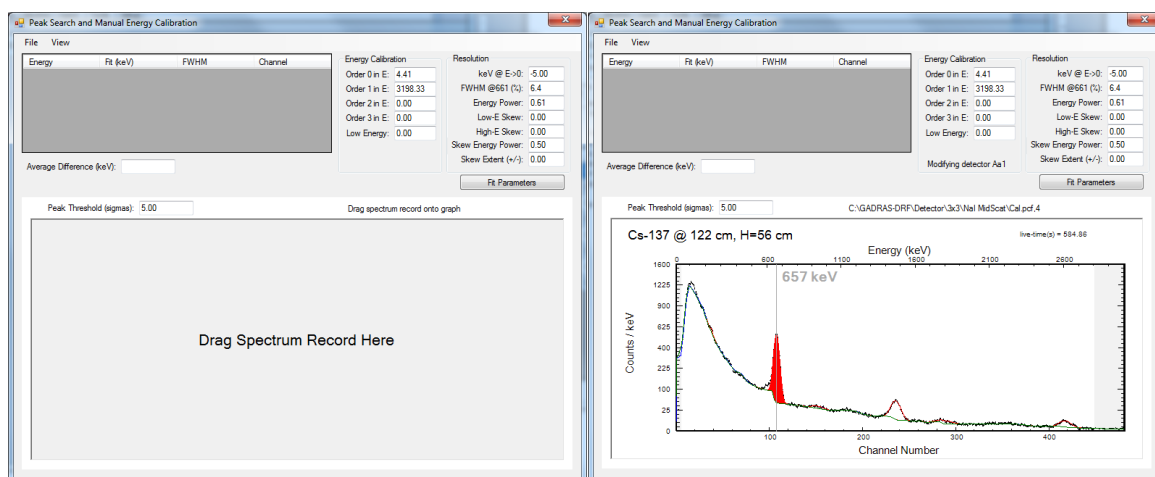 Peak Search and Manual Energy Calibration
File View
Energy Fit (keV) FWHM Channel
Energy Calibration
Order 0 in E: 4.41
Order 1 in E: 3198.33
Order 2 in E: 0.00
Order 3 in E: 0.00
Low Energy: 0.00
Resolution
keV @ E->0: -5.00
FWHM @661 (%): 6.4
Energy Power: 0.61
Low-E Skew: 0.00
High-E Skew: 0.00
Skew Energy Power: 0.50
Skew Extent (+/-): 0.00
Average Difference (keV):
Fit Parameters
Peak Threshold (sigmas): 5.00 Drag spectrum record onto graph
Drag Spectrum Record Here
Peak Search and Manual Energy Calibration
File View
Energy Fit (keV) FWHM Channel
Energy Calibration
Order 0 in E: 4.41
Order 1 in E: 3198.33
Order 2 in E: 0.00
Order 3 in E: 0.00
Low Energy: 0.00
Modifying detector Aa1
Resolution
keV @ E->0: -5.00
FWHM @661 (%): 6.4
Energy Power: 0.61
Low-E Skew: 0.00
High-E Skew: 0.00
Skew Energy Power: 0.50
Skew Extent (+/-): 0.00
Average Difference (keV):
Fit Parameters
Peak Threshold (sigmas): 5.00 C:\GADRAS-DRF\Detector\3x3\NaI MidScat\Cal.pcf,4
Cs-137 @ 122 cm, H=56 cm live-time(s) = 584.86
Energy (keV)
0 600 1100 1600 2100 2600
657 keV
Counts / keV
1600
1225
900
625
400
225
100
25
0
100 200 300 400
Channel Number